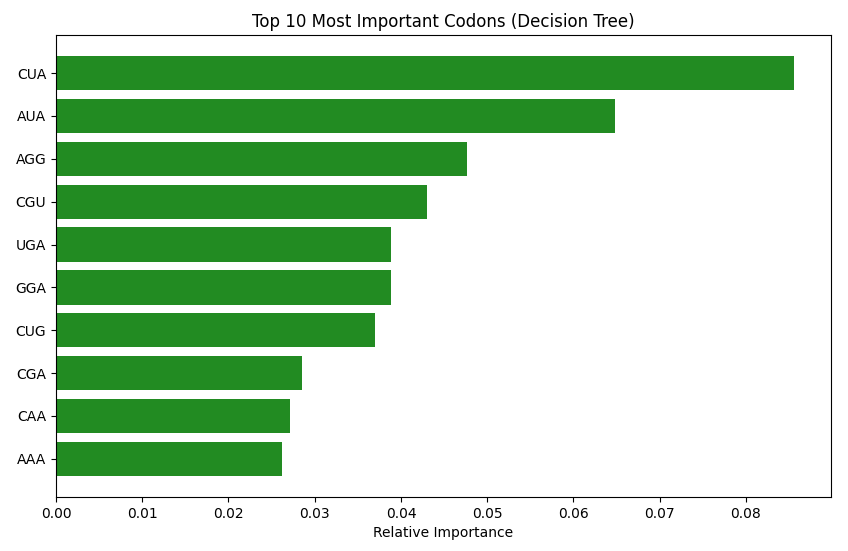 Top 10 Most Important Codons (Decision Tree)
CUA
AUA
AGG
CGU
UGA
GGA
CUG
CGA
CAA
AAA
0.00 0.01 0.02 0.03 0.04 0.05 0.06 0.07 0.08
Relative Importance